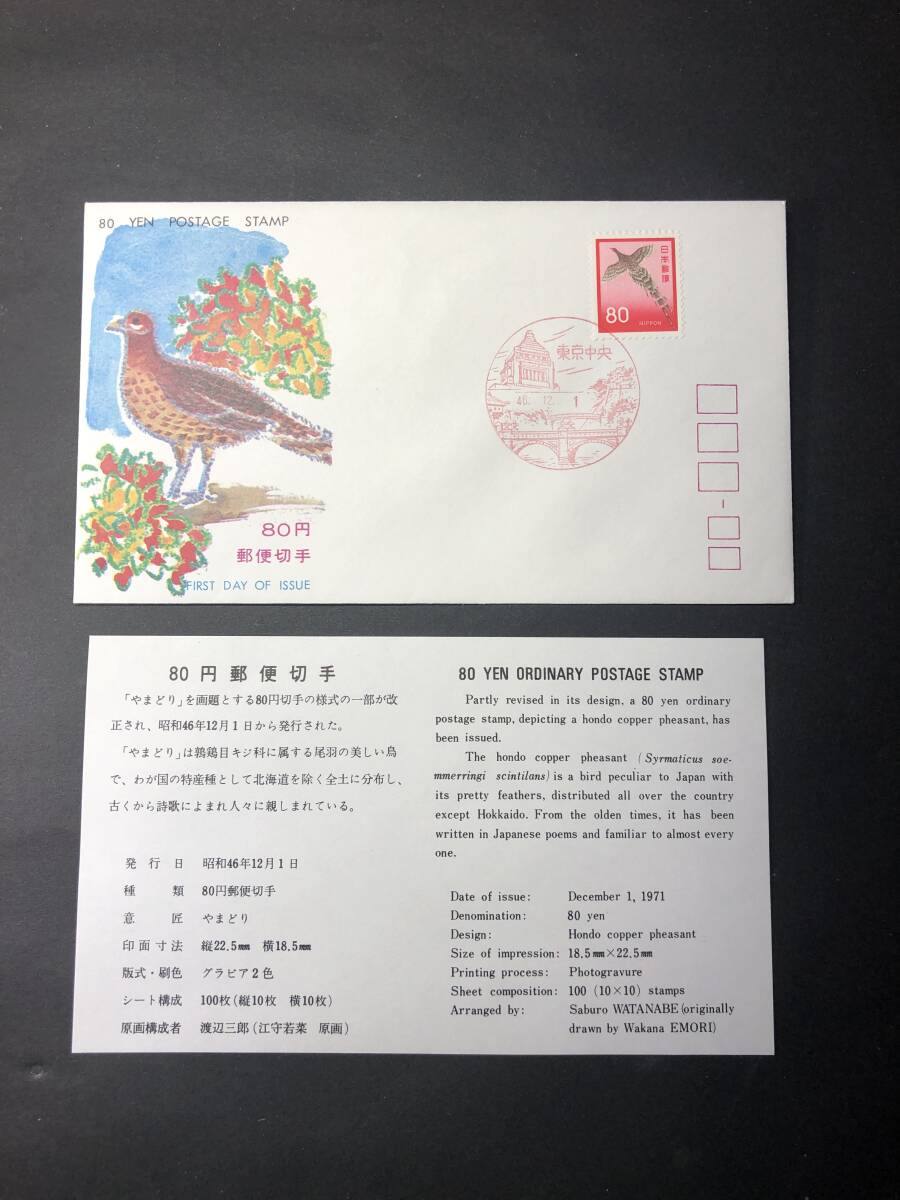 80 YEN POSTAGE STAMP
日本郵便
80
NIPPON
東京中央
46. 12. 1
80円
郵便切手
FIRST DAY OF ISSUE
80円郵便切手
「やまどり」を画題とする80円切手の様式の一部が改
正され、昭和46年12月1日から発行された。
「やまどり」は鶉鶏目キジ科に属する尾羽の美しい鳥
で、わが国の特産種として北海道を除く全土に分布し、
古くから詩歌によまれ人々に親しまれている。
発行日 昭和46年12月1日
種類 80円郵便切手
意匠 やまどり
印面寸法 縦22.5㎜ 横18.5㎜
版式・刷色 グラビア2色
シート構成 100枚(縦10枚 横10枚)
原画構成者 渡辺三郎(江守若菜 原画)
80 YEN ORDINARY POSTAGE STAMP
Partly revised in its design, a 80 yen ordinary
postage stamp, depicting a hondo copper pheasant, has
been issued.
The hondo copper pheasant (Syrmaticus soe-
mmerringi scintilans) is a bird peculiar to Japan with
its pretty feathers, distributed all over the country
except Hokkaido. From the olden times, it has been
written in Japanese poems and familiar to almost every
one.
Date of issue: December 1, 1971
Denomination: 80 yen
Design: Hondo copper pheasant
Size of impression: 18.5㎜×22.5㎜
Printing process: Photogravure
Sheet composition: 100 (10×10) stamps
Arranged by: Saburo WATANABE (originally
drawn by Wakana EMORI)